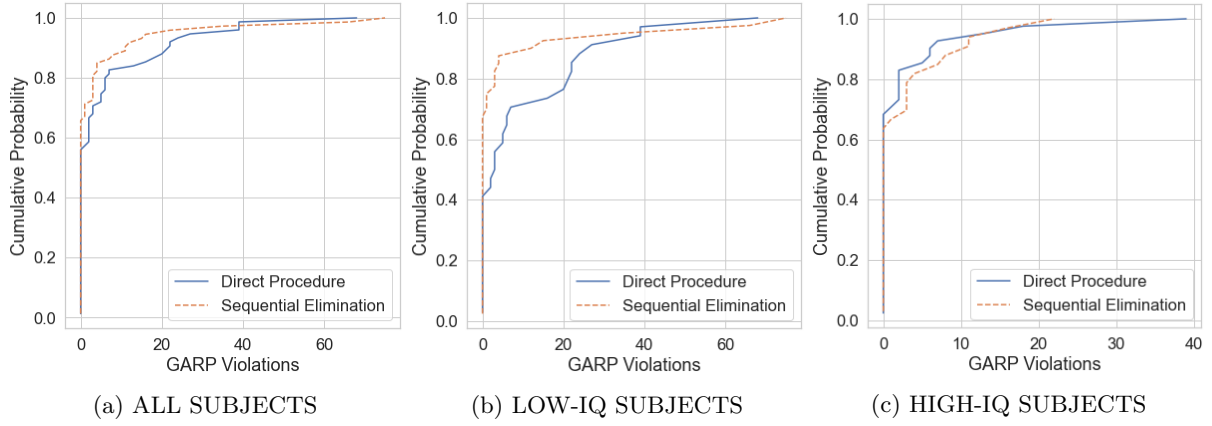 Cumulative Probability
1.0
0.8
0.6
0.4
0.2
0.0
Direct Procedure
Sequential Elimination
0 20 40 60
GARP Violations
(a) ALL SUBJECTS
Cumulative Probability
1.0
0.8
0.6
0.4
0.2
0.0
Direct Procedure
Sequential Elimination
0 20 40 60
GARP Violations
(b) LOW-IQ SUBJECTS
Cumulative Probability
1.0
0.8
0.6
0.4
0.2
0.0
Direct Procedure
Sequential Elimination
0 10 20 30 40
GARP Violations
(c) HIGH-IQ SUBJECTS